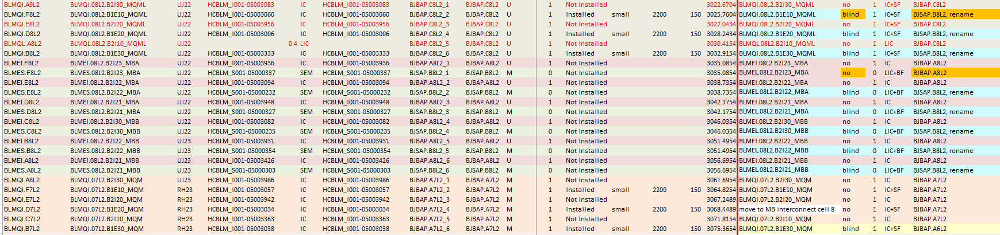 BLMQI.A9L2 BLMQI.08L2.B2I30_MQML UJ22 HCBLM_I001-05003083 IC HCBLM_I001-05003083 BJBAP.C8L2_1 BJBAP.C8L2 U 1 Not Installed 3022.6704 BLMQI.08L2.B2I30_MQML no 1 IC+SF BJBAP.C8L2
BLMQI.F8L2 BLMQI.08L2.B1E10_MQML UJ22 HCBLM_I001-05003060 IC HCBLM_I001-05003060 BJBAP.C8L2_2 BJBAP.C8L2 U 1 Installed small 2200 150 3025.7604 BLMQI.08L2.B1E10_MQML blind 1 IC+SF BJSAP.B8L2, rename
BLMQI.E8L2 BLMQI.08L2.B2I20_MQML UJ22 HCBLM_I001-05003956 IC HCBLM_I001-05003956 BJBAP.C8L2_3 BJBAP.C8L2 U 1 Not Installed 3027.0434 BLMQI.08L2.B2I20_MQML no 1 IC+SF BJBAP.C8L2
BLMQI.D8L2 BLMQI.08L2.B1E20_MQML UJ22 HCBLM_I001-05003006 IC HCBLM_I001-05003006 BJBAP.C8L2_4 BJBAP.C8L2 U 1 Installed small 2200 150 3028.2434 BLMQI.08L2.B1E20_MQML blind 1 IC+SF BJSAP.B8L2, rename
BLMQL.A8L2 BLMQL.08L2.B2I10_MQML UJ22 0.4 LIC BJBAP.C8L2_5 BJBAP.C8L2 U 1 Not Installed 3030.4154 BLMQL.08L2.B2I10_MQML no 1 LIC BJBAP.C8L2
BLMQI.B8L2 BLMQI.08L2.B1E30_MQML UJ22 HCBLM_I001-05003333 IC HCBLM_I001-05003333 BJBAP.C8L2_6 BJBAP.C8L2 U 1 Installed small 2200 150 3032.9154 BLMQI.08L2.B1E30_MQML blind 1 IC+SF BJSAP.B8L2, rename
BLMEI.F8L2 BLMEI.08L2.B2I23_MBA UJ22 HCBLM_I001-05003936 IC HCBLM_I001-05003936 BJBAP.A8L2_1 BJBAP.A8L2 U 1 Not Installed 3035.0854 BLMEI.08L2.B2I23_MBA no 1 IC BJBAP.A8L2
BLMES.F8L2 BLMES.08L2.B2I23_MBA UJ22 HCBLM_S001-05000337 SEM HCBLM_S001-05000337 BJSAP.B8L2_1 BJSAP.B8L2 M 0 Not Installed 3035.0854 BLMEL.08L2.B2I23_MBA no 0 LIC+BF BJBAP.A8L2
BLMEI.E8L2 BLMEI.08L2.B2I22_MBA UJ22 HCBLM_I001-05003094 IC HCBLM_I001-05003094 BJBAP.A8L2_2 BJBAP.A8L2 U 1 Not Installed 3038.7354 BLMEI.08L2.B2I22_MBA no 1 IC BJBAP.A8L2
BLMES.E8L2 BLMES.08L2.B2I22_MBA UJ22 HCBLM_S001-05000232 SEM HCBLM_S001-05000232 BJSAP.B8L2_2 BJSAP.B8L2 M 0 Not Installed 3038.7354 BLMEL.08L2.B2I22_MBA blind 0 LIC+BF BJSAP.B8L2, rename
BLMEI.D8L2 BLMEI.08L2.B2I21_MBA UJ22 HCBLM_I001-05003948 IC HCBLM_I001-05003948 BJBAP.A8L2_3 BJBAP.A8L2 U 1 Not Installed 3042.1754 BLMEI.08L2.B2I21_MBA no 1 IC BJBAP.A8L2
BLMES.D8L2 BLMES.08L2.B2I21_MBA UJ22 HCBLM_S001-05000327 SEM HCBLM_S001-05000327 BJSAP.B8L2_3 BJSAP.B8L2 M 0 Not Installed 3042.1754 BLMEL.08L2.B2I21_MBA blind 0 LIC+BF BJSAP.B8L2, rename
BLMEI.C8L2 BLMEI.08L2.B2I30_MBB UJ22 HCBLM_I001-05003082 IC HCBLM_I001-05003082 BJBAP.A8L2_4 BJBAP.A8L2 U 1 Not Installed 3046.0354 BLMEI.08L2.B2I30_MBB no 1 IC BJBAP.A8L2
BLMES.C8L2 BLMES.08L2.B2I30_MBB UJ22 HCBLM_S001-05000235 SEM HCBLM_S001-05000235 BJSAP.B8L2_4 BJSAP.B8L2 M 0 Not Installed 3046.0354 BLMEL.08L2.B2I30_MBB blind 0 LIC+BF BJSAP.B8L2, rename
BLMEI.B8L2 BLMEI.08L2.B2I22_MBB UJ23 HCBLM_I001-05003931 IC HCBLM_I001-05003931 BJBAP.A8L2_5 BJBAP.A8L2 U 1 Not Installed 3051.4954 BLMEI.08L2.B2I22_MBB no 1 IC BJBAP.A8L2
BLMES.B8L2 BLMES.08L2.B2I22_MBB UJ23 HCBLM_S001-05000354 SEM HCBLM_S001-05000354 BJSAP.B8L2_5 BJSAP.B8L2 M 0 Not Installed 3051.4954 BLMEL.08L2.B2I22_MBB blind 0 LIC+BF BJSAP.B8L2, rename
BLMEI.A8L2 BLMEI.08L2.B2I21_MBB UJ23 HCBLM_I001-05003426 IC HCBLM_I001-05003426 BJBAP.A8L2_6 BJBAP.A8L2 U 1 Not Installed 3056.6954 BLMEI.08L2.B2I21_MBB no 1 IC BJBAP.A8L2
BLMES.A8L2 BLMES.08L2.B2I21_MBB UJ23 HCBLM_S001-05000303 SEM HCBLM_S001-05000303 BJSAP.B8L2_6 BJSAP.B8L2 M 0 Not Installed 3056.6954 BLMEL.08L2.B2I21_MBB blind 0 LIC+BF BJSAP.B8L2, rename
BLMQI.A8L2 BLMQI.07L2.B2I30_MQM UJ23 HCBLM_I001-05003986 IC HCBLM_I001-05003986 BJBAP.A7L2_1 BJBAP.A7L2 M 1 Not Installed 3061.6954 BLMQI.07L2.B2I30_MQM no 1 IC BJBAP.A7L2
BLMQI.F7L2 BLMQI.07L2.B1E10_MQM RH23 HCBLM_I001-05003057 IC HCBLM_I001-05003057 BJBAP.A7L2_2 BJBAP.A7L2 M 1 Installed small 2200 150 3064.8254 BLMQI.07L2.B1E10_MQM no 1 IC+SF BJBAP.A7L2
BLMQI.E7L2 BLMQI.07L2.B2I20_MQM RH23 HCBLM_I001-05003942 IC HCBLM_I001-05003942 BJBAP.A7L2_3 BJBAP.A7L2 M 1 Not Installed 3067.2489 BLMQI.07L2.B2I20_MQM no 1 IC BJBAP.A7L2
BLMQI.D7L2 BLMQI.07L2.B1E20_MQM RH23 HCBLM_I001-05003034 IC HCBLM_I001-05003034 BJBAP.A7L2_4 BJBAP.A7L2 M 1 Installed small 2200 150 3068.4489 move to MB interconnect cell 8 no 1 IC+SF BJBAP.A7L2
BLMQI.C7L2 BLMQI.07L2.B2I10_MQM RH23 HCBLM_I001-05003363 IC HCBLM_I001-05003363 BJBAP.A7L2_5 BJBAP.A7L2 M 1 Not Installed 3071.8154 BLMQI.07L2.B2I10_MQM no 1 IC BJBAP.A7L2
BLMQI.B7L2 BLMQI.07L2.B1E30_MQM RH23 HCBLM_I001-05003038 IC HCBLM_I001-05003038 BJBAP.A7L2_6 BJBAP.A7L2 M 1 Installed small 2200 150 3075.3654 BLMQI.07L2.B1E30_MQM blind 1 IC+SF BJBAP.A6L2